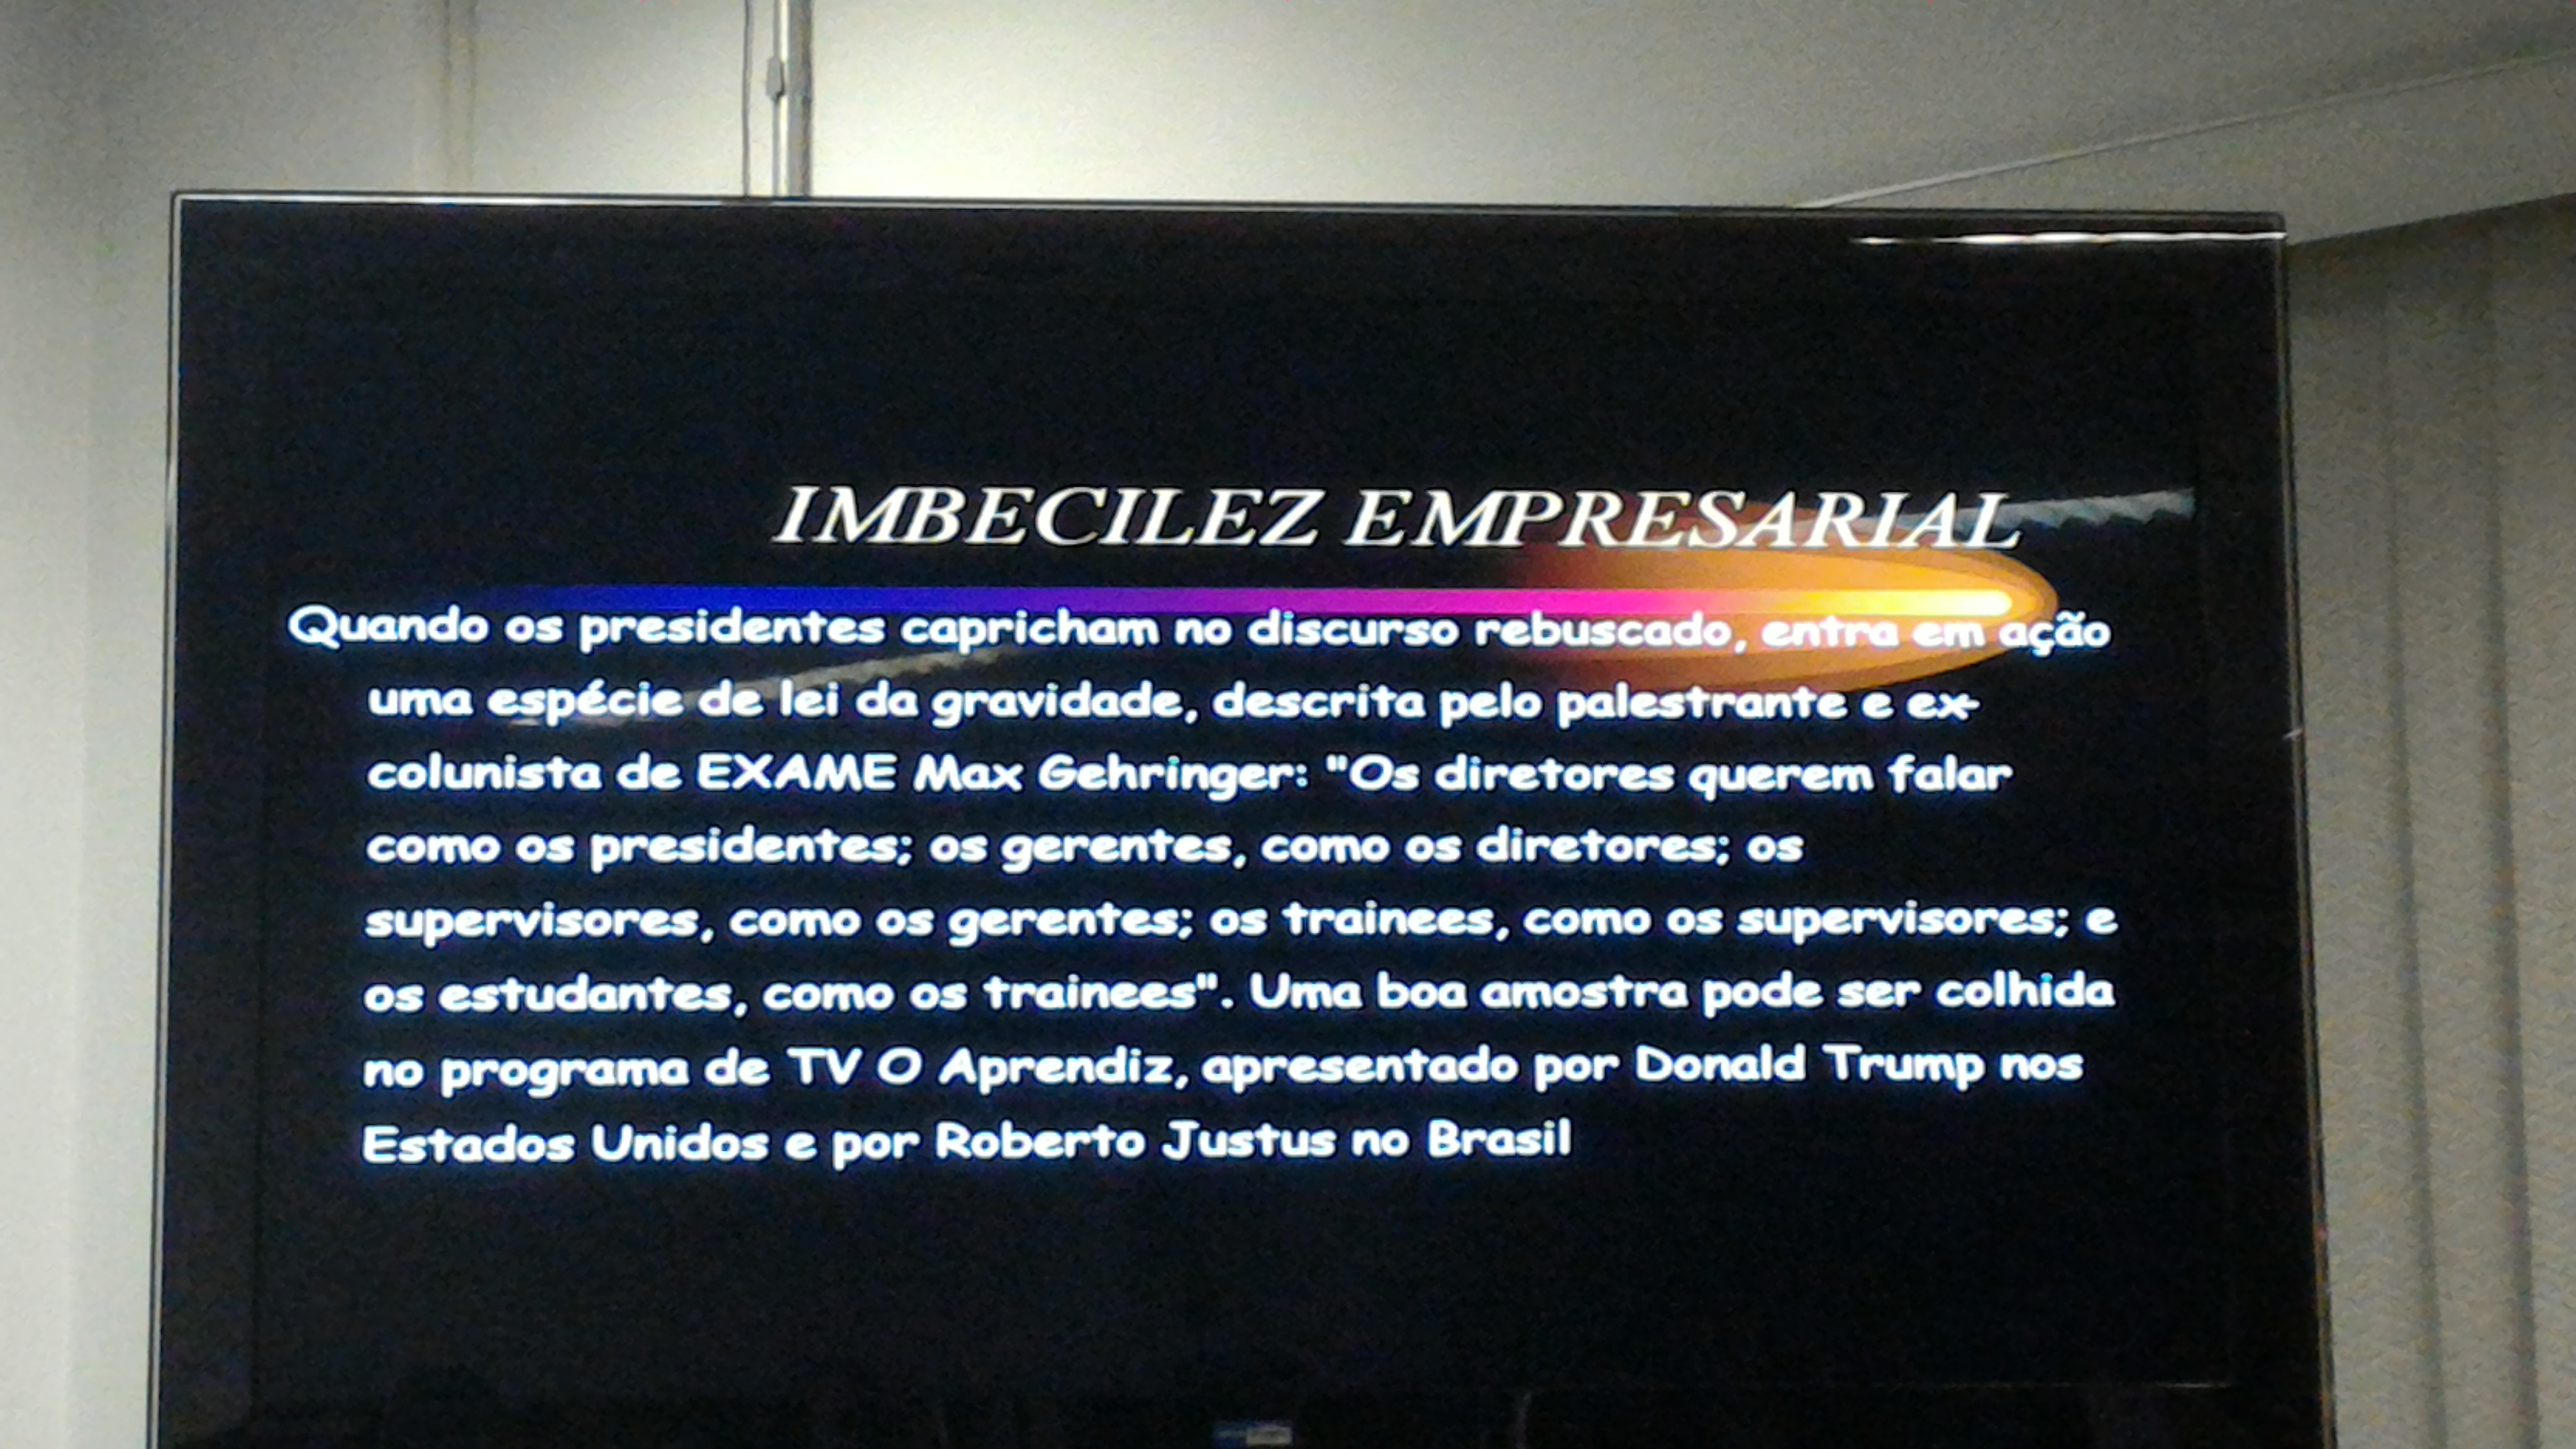 IMBECILEZ EMPRESARIAL
Quando os presidentes capricham no discurso rebuscado, entra em ação
uma espécie de lei da gravidade, descrita pelo palestrante e ex-
colunista de EXAME Max Gehringer: "Os diretores querem falar
como os presidentes; os gerentes, como os diretores; os
supervisores, como os gerentes; os trainees, como os supervisores; e
os estudantes, como os trainees". Uma boa amostra pode ser colhida
no programa de TV O Aprendiz, apresentado por Donald Trump nos
Estados Unidos e por Roberto Justus no Brasil